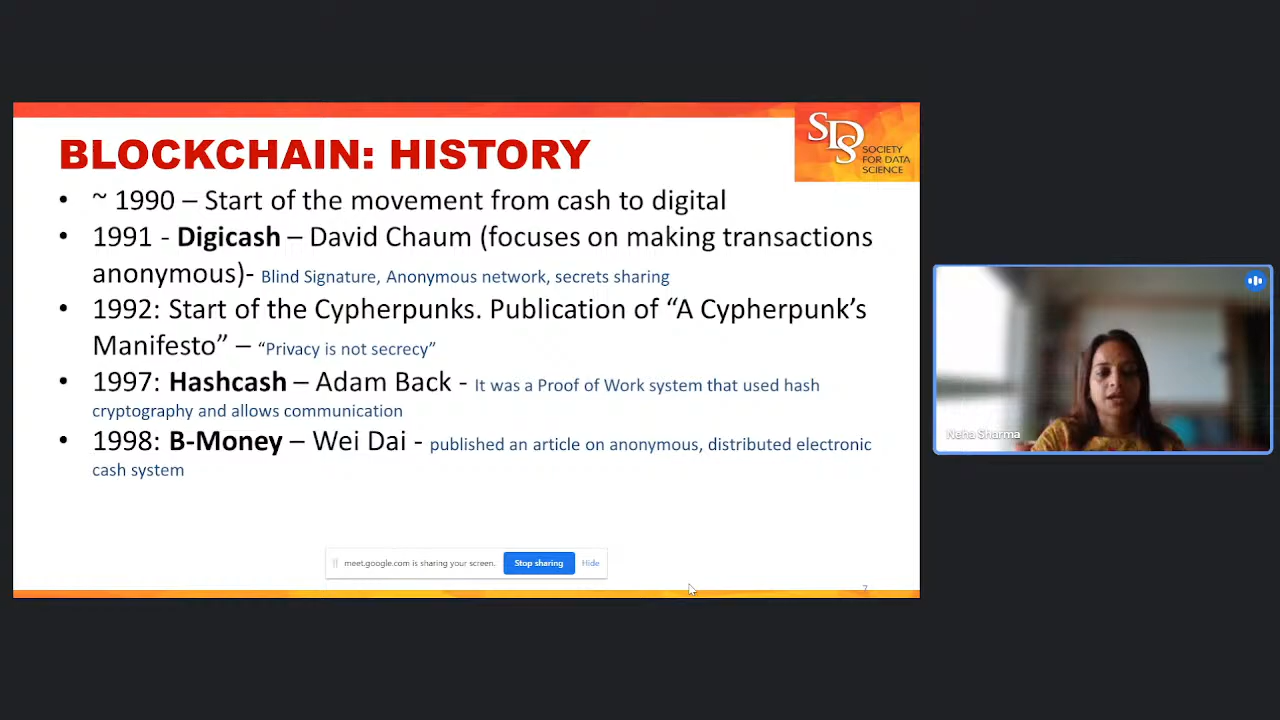 BLOCKCHAIN: HISTORY
SDS
SOCIETY
FOR DATA
SCIENCE
• ~ 1990 – Start of the movement from cash to digital
• 1991 - Digicash – David Chaum (focuses on making transactions
anonymous)- Blind Signature, Anonymous network, secrets sharing
• 1992: Start of the Cypherpunks. Publication of “A Cypherpunk’s
Manifesto” – “Privacy is not secrecy”
• 1997: Hashcash – Adam Back - It was a Proof of Work system that used hash
cryptography and allows communication
• 1998: B-Money – Wei Dai - published an article on anonymous, distributed electronic
cash system
meet.google.com is sharing your screen. Stop sharing Hide
7
Neha Sharma